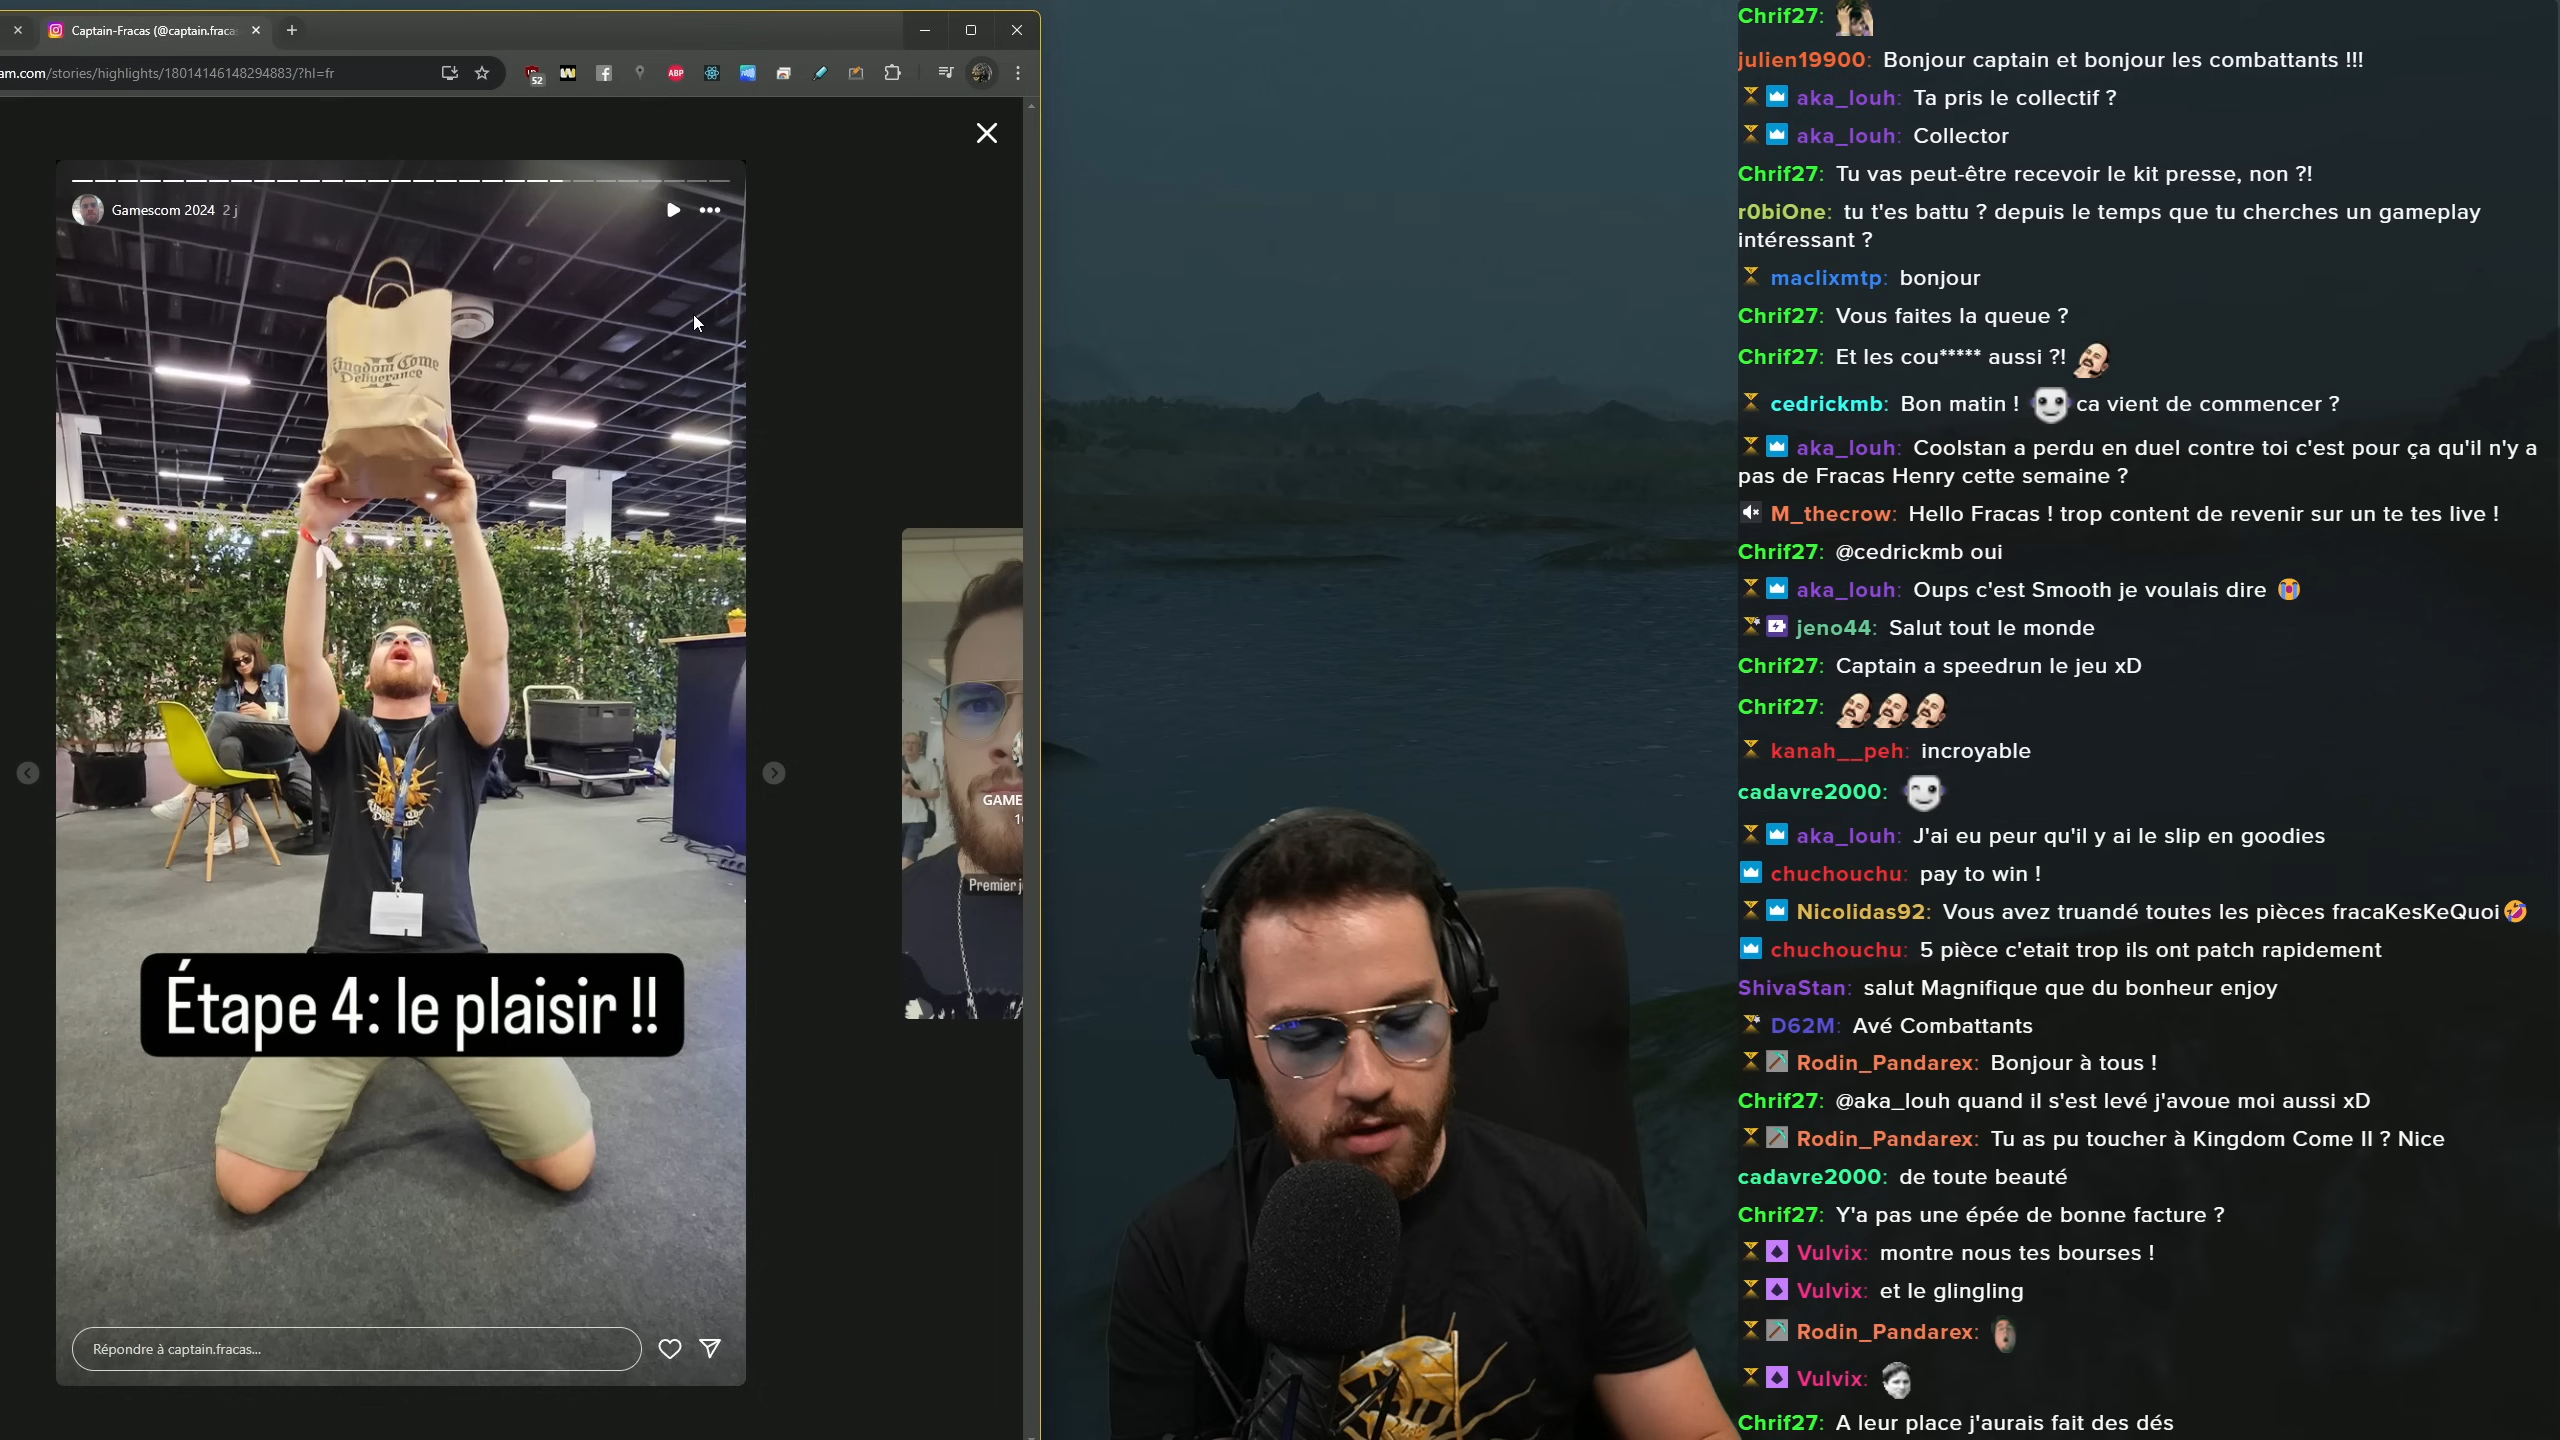 Captain-Fracas (@captain.fraca
am.com/stories/highlights/18014146148294883/?hl=fr
52
ABP
Gamescom 2024 2 j
Kingdom Come
Deliverance
II
Étape 4: le plaisir !!
Répondre à captain.fracas...
GAME
Premier j
Chrif27:
julien19900: Bonjour captain et bonjour les combattants !!!
aka_louh: Ta pris le collectif ?
aka_louh: Collector
Chrif27: Tu vas peut-être recevoir le kit presse, non ?!
r0biOne: tu t'es battu ? depuis le temps que tu cherches un gameplay
intéressant ?
maclixmtp: bonjour
Chrif27: Vous faites la queue ?
Chrif27: Et les cou***** aussi ?!
cedrickmb: Bon matin ! ca vient de commencer ?
aka_louh: Coolstan a perdu en duel contre toi c'est pour ça qu'il n'y a
pas de Fracas Henry cette semaine ?
M_thecrow: Hello Fracas ! trop content de revenir sur un te tes live !
Chrif27: @cedrickmb oui
aka_louh: Oups c'est Smooth je voulais dire 😭
jeno44: Salut tout le monde
Chrif27: Captain a speedrun le jeu xD
Chrif27:
kanah__peh: incroyable
cadavre2000:
aka_louh: J'ai eu peur qu'il y ai le slip en goodies
chuchouchu: pay to win !
Nicolidas92: Vous avez truandé toutes les pièces fracaKesKeQuoi🤣
chuchouchu: 5 pièce c'etait trop ils ont patch rapidement
ShivaStan: salut Magnifique que du bonheur enjoy
D62M: Avé Combattants
Rodin_Pandarex: Bonjour à tous !
Chrif27: @aka_louh quand il s'est levé j'avoue moi aussi xD
Rodin_Pandarex: Tu as pu toucher à Kingdom Come II ? Nice
cadavre2000: de toute beauté
Chrif27: Y'a pas une épée de bonne facture ?
Vulvix: montre nous tes bourses !
Vulvix: et le glingling
Rodin_Pandarex:
Vulvix:
Chrif27: A leur place j'aurais fait des dés